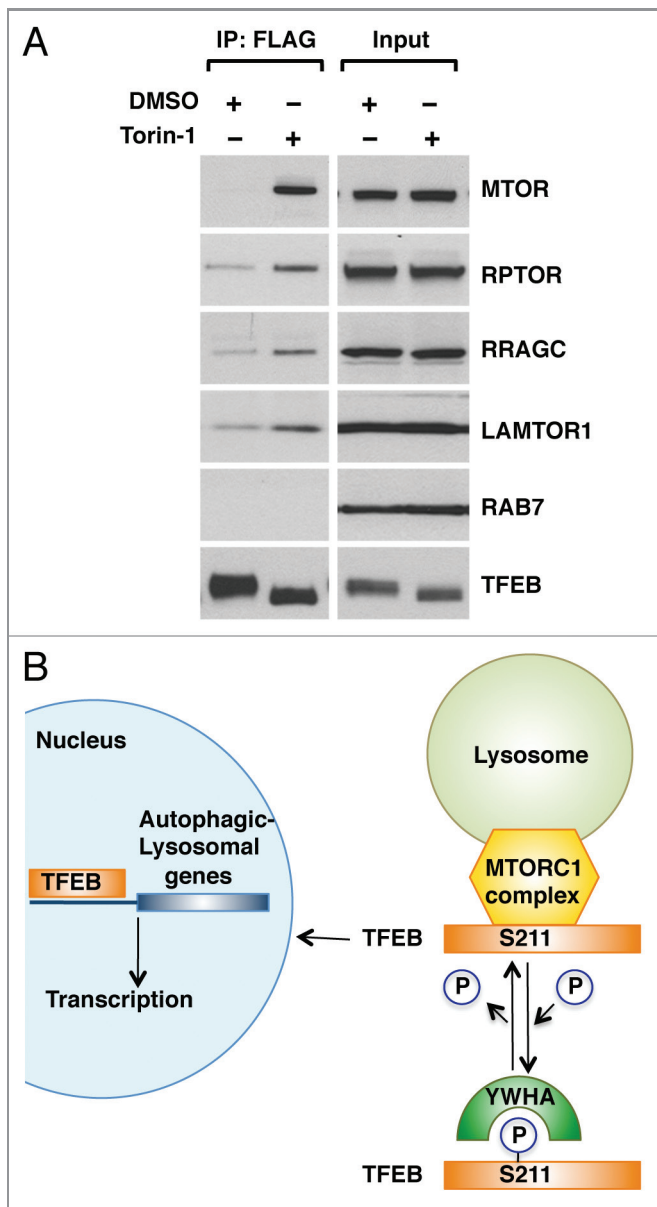 A
IP: FLAG Input
DMSO + – + –
Torin-1 – + – +
MTOR
RPTOR
RRAGC
LAMTOR1
RAB7
TFEB
B
Nucleus
Autophagic-
Lysosomal
genes
TFEB
Transcription
Lysosome
MTORC1
complex
TFEB S211
P P
YWHA
P
TFEB S211